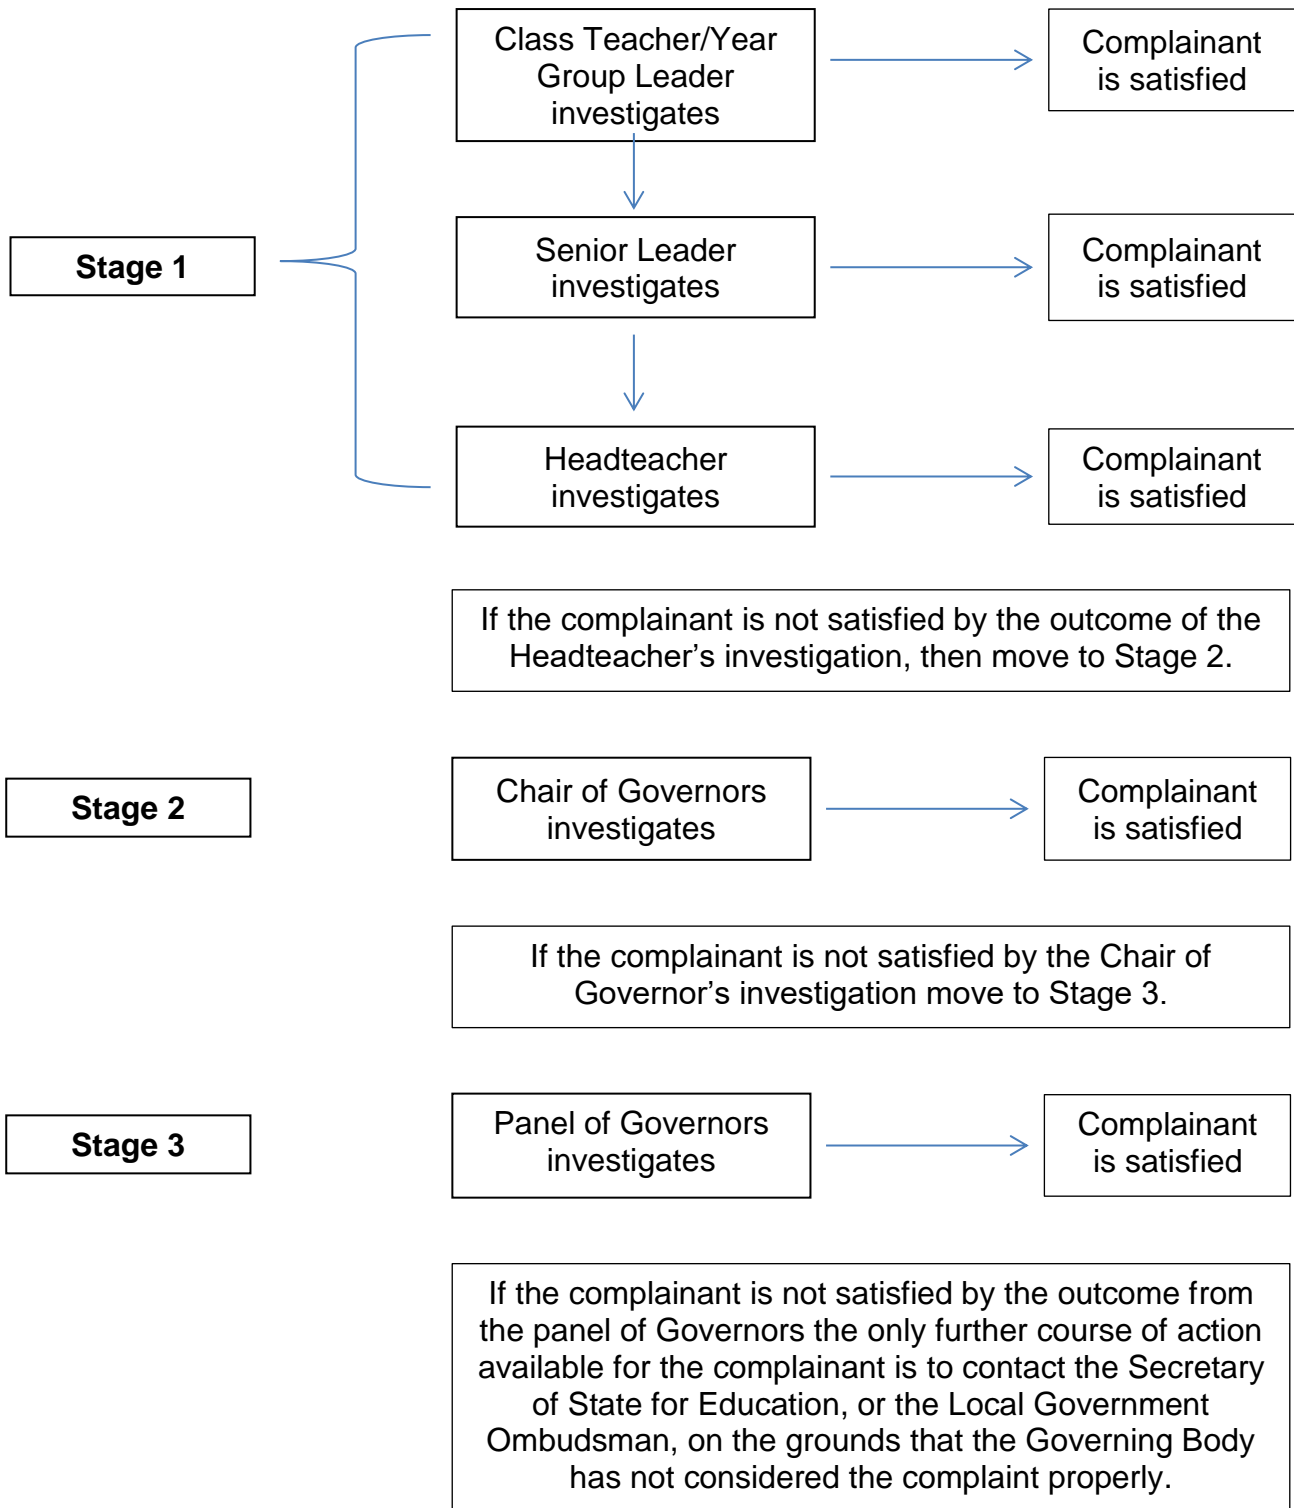 Class Teacher/Year
Group Leader
investigates
Complainant
is satisfied
Stage 1
Senior Leader
investigates
Complainant
is satisfied
Headteacher
investigates
Complainant
is satisfied
If the complainant is not satisfied by the outcome of the
Headteacher’s investigation, then move to Stage 2.
Stage 2
Chair of Governors
investigates
Complainant
is satisfied
If the complainant is not satisfied by the Chair of
Governor’s investigation move to Stage 3.
Stage 3
Panel of Governors
investigates
Complainant
is satisfied
If the complainant is not satisfied by the outcome from
the panel of Governors the only further course of action
available for the complainant is to contact the Secretary
of State for Education, or the Local Government
Ombudsman, on the grounds that the Governing Body
has not considered the complaint properly.